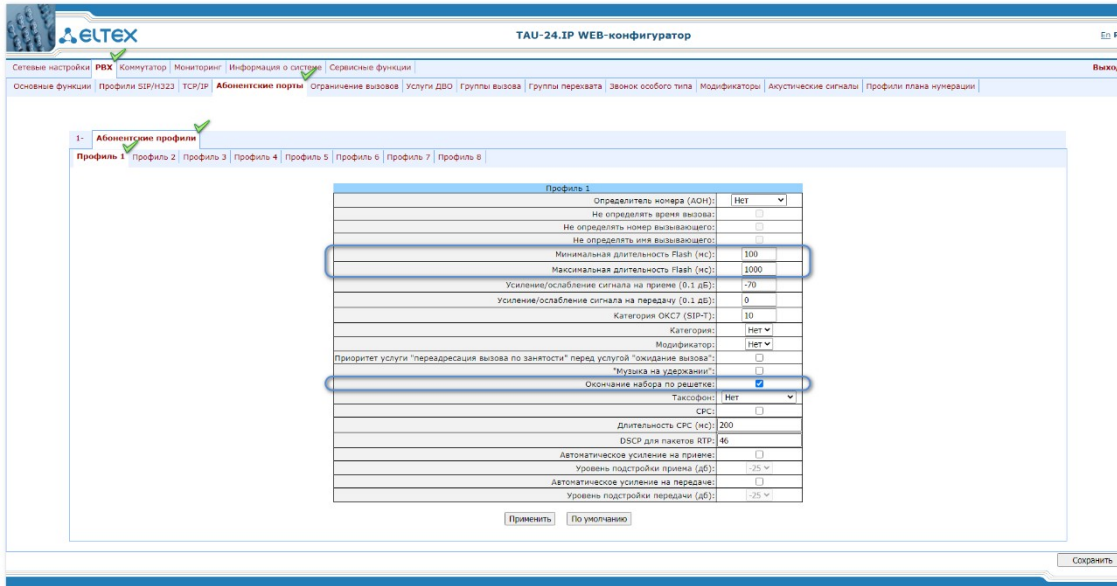 ELTEX
TAU-24.IP WEB-конфигуратор
En
Сетевые настройки PBX Коммутатор Мониторинг Информация о системе Сервисные функции
Основные функции Профили SIP/H323 TCP/IP Абонентские порты Ограничение вызовов Услуги ДВО Группы вызова Группы перехвата Звонок особого типа Модификаторы Акустические сигналы Профили плана нумерации
1- Абонентские профили
Профиль 1 Профиль 2 Профиль 3 Профиль 4 Профиль 5 Профиль 6 Профиль 7 Профиль 8
Профиль 1
Определитель номера (АОН): Нет
Не определять время вызова:
Не определять номер вызывающего:
Не определять имя вызывающего:
Минимальная длительность Flash (мс): 100
Максимальная длительность Flash (мс): 1000
Усиление/ослабление сигнала на приеме (0.1 дБ): -70
Усиление/ослабление сигнала на передачу (0.1 дБ): 0
Категория ОКС7 (SIP-T): 10
Категория: Нет
Модификатор: Нет
Приоритет услуги "переадресация вызова по занятости" перед услугой "ожидание вызова":
"Музыка на удержании":
Окончание набора по решетке:
Таксофон: Нет
CPC:
Длительность CPC (мс): 200
DSCP для пакетов RTP: 46
Автоматическое усиление на приеме:
Уровень подстройки приема (дб): -25
Автоматическое усиление на передаче:
Уровень подстройки передачи (дб): -25
Применить По умолчанию
Сохранить